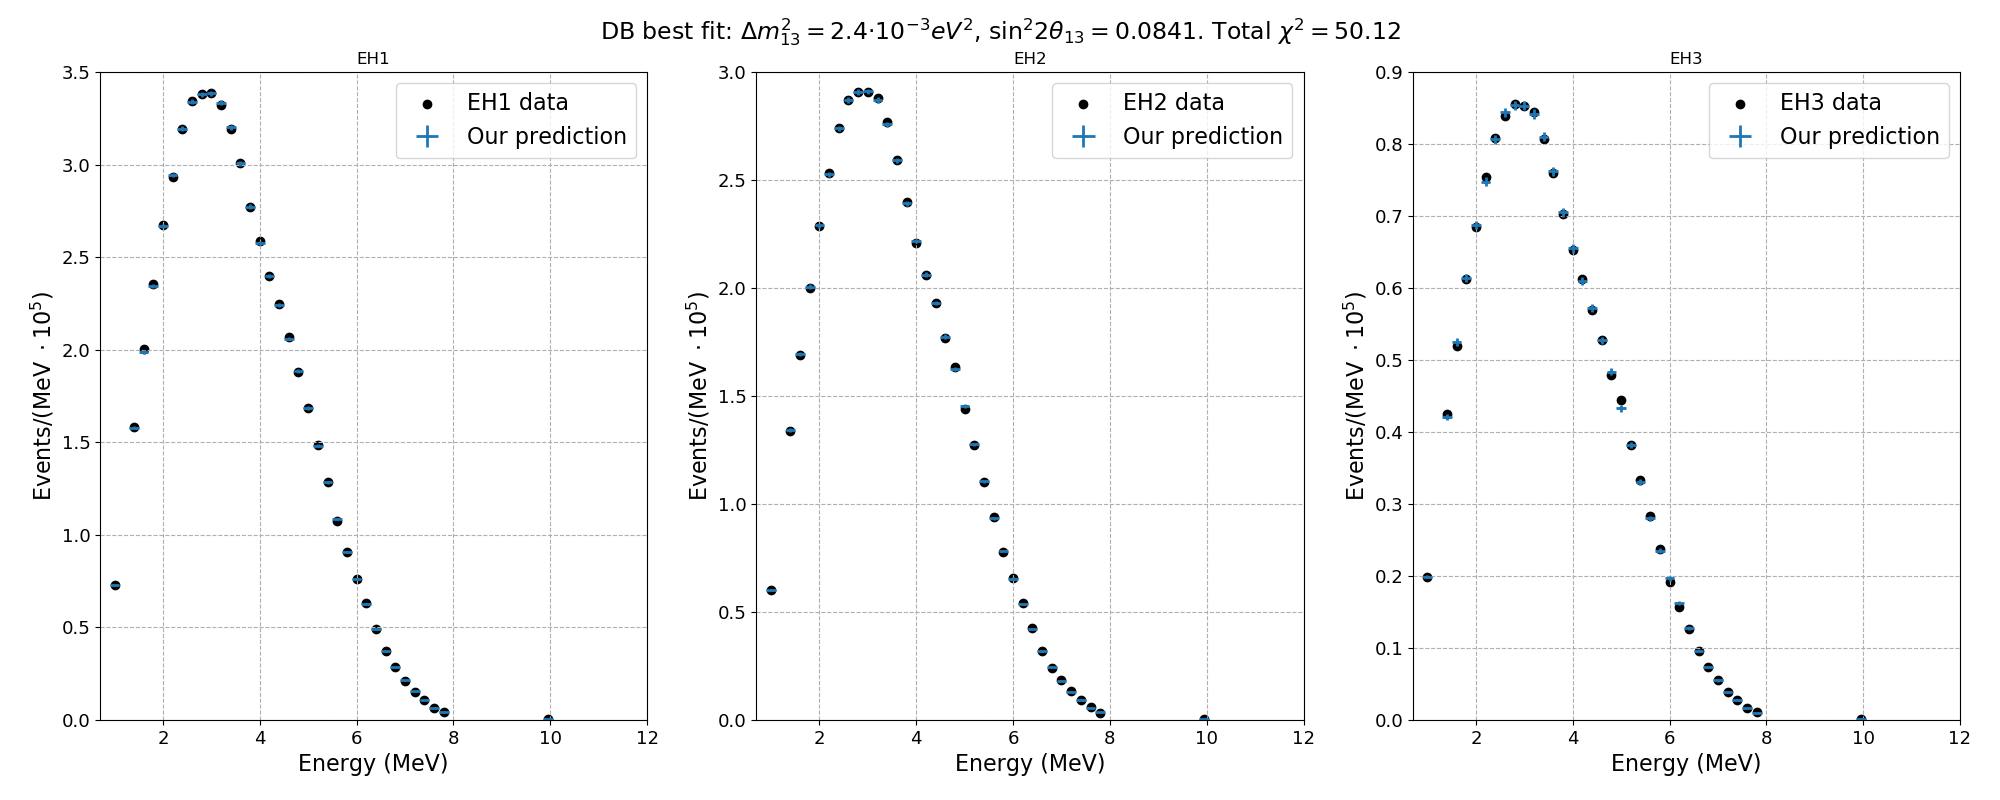 DB best fit: Δm²₁₃ = 2.4·10⁻³eV², sin²2θ₁₃ = 0.0841. Total χ² = 50.12
EH1
3.5
3.0
2.5
2.0
1.5
1.0
0.5
0.0
Events/(MeV · 10⁵)
EH1 data
Our prediction
2 4 6 8 10 12
Energy (MeV)
EH2
3.0
2.5
2.0
1.5
1.0
0.5
0.0
Events/(MeV · 10⁵)
EH2 data
Our prediction
2 4 6 8 10 12
Energy (MeV)
EH3
0.9
0.8
0.7
0.6
0.5
0.4
0.3
0.2
0.1
0.0
Events/(MeV · 10⁵)
EH3 data
Our prediction
2 4 6 8 10 12
Energy (MeV)